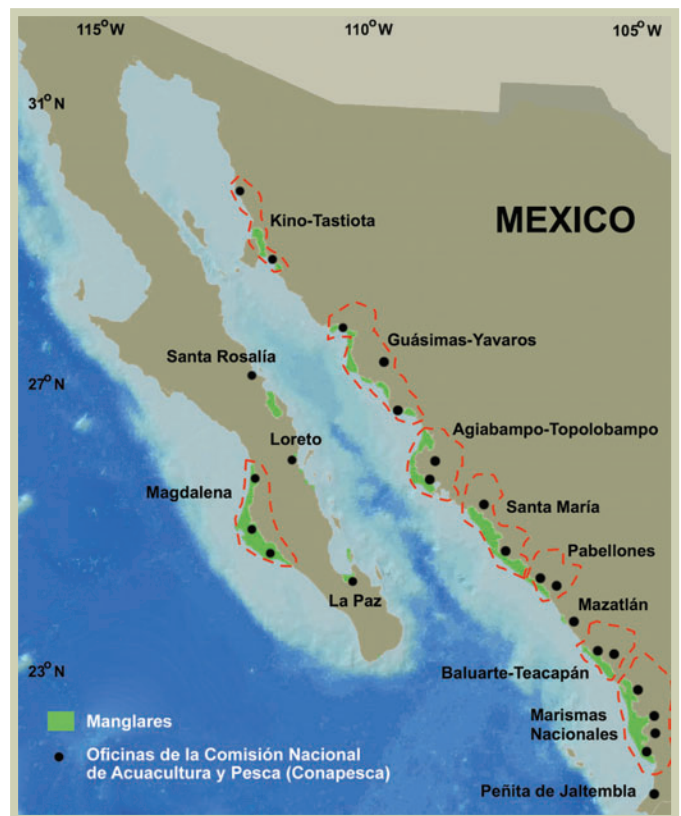 115°W
110°W
105°W
31°N
Kino-Tastiota
MEXICO
Guásimas-Yavaros
Santa Rosalía
27°N
Agiabampo-Topolobampo
Loreto
Magdalena
Santa María
Pabellones
La Paz
Mazatlán
23°N
Baluarte-Teacapán
Manglares
Marismas
Nacionales
Oficinas de la Comisión Nacional
de Acuacultura y Pesca (Conapesca)
Peñita de Jaltembla